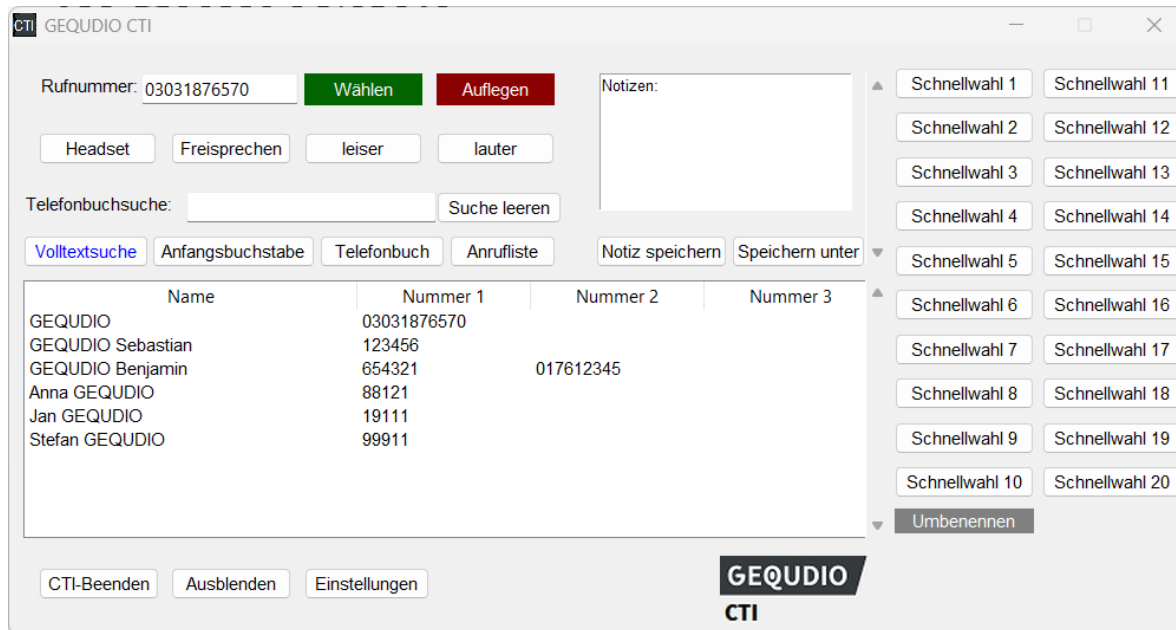 CTI GEQUDIO CTI
Rufnummer: 03031876570 Wählen Auflegen
Headset Freisprechen leiser lauter
Telefonbuchsuche: Suche leeren
Volltextsuche Anfangsbuchstabe Telefonbuch Anrufliste
Notizen:
Notiz speichern Speichern unter
Name Nummer 1 Nummer 2 Nummer 3
GEQUDIO 03031876570
GEQUDIO Sebastian 123456
GEQUDIO Benjamin 654321 017612345
Anna GEQUDIO 88121
Jan GEQUDIO 19111
Stefan GEQUDIO 99911
Schnellwahl 1 Schnellwahl 11
Schnellwahl 2 Schnellwahl 12
Schnellwahl 3 Schnellwahl 13
Schnellwahl 4 Schnellwahl 14
Schnellwahl 5 Schnellwahl 15
Schnellwahl 6 Schnellwahl 16
Schnellwahl 7 Schnellwahl 17
Schnellwahl 8 Schnellwahl 18
Schnellwahl 9 Schnellwahl 19
Schnellwahl 10 Schnellwahl 20
Umbenennen
CTI-Beenden Ausblenden Einstellungen
GEQUDIO
CTI